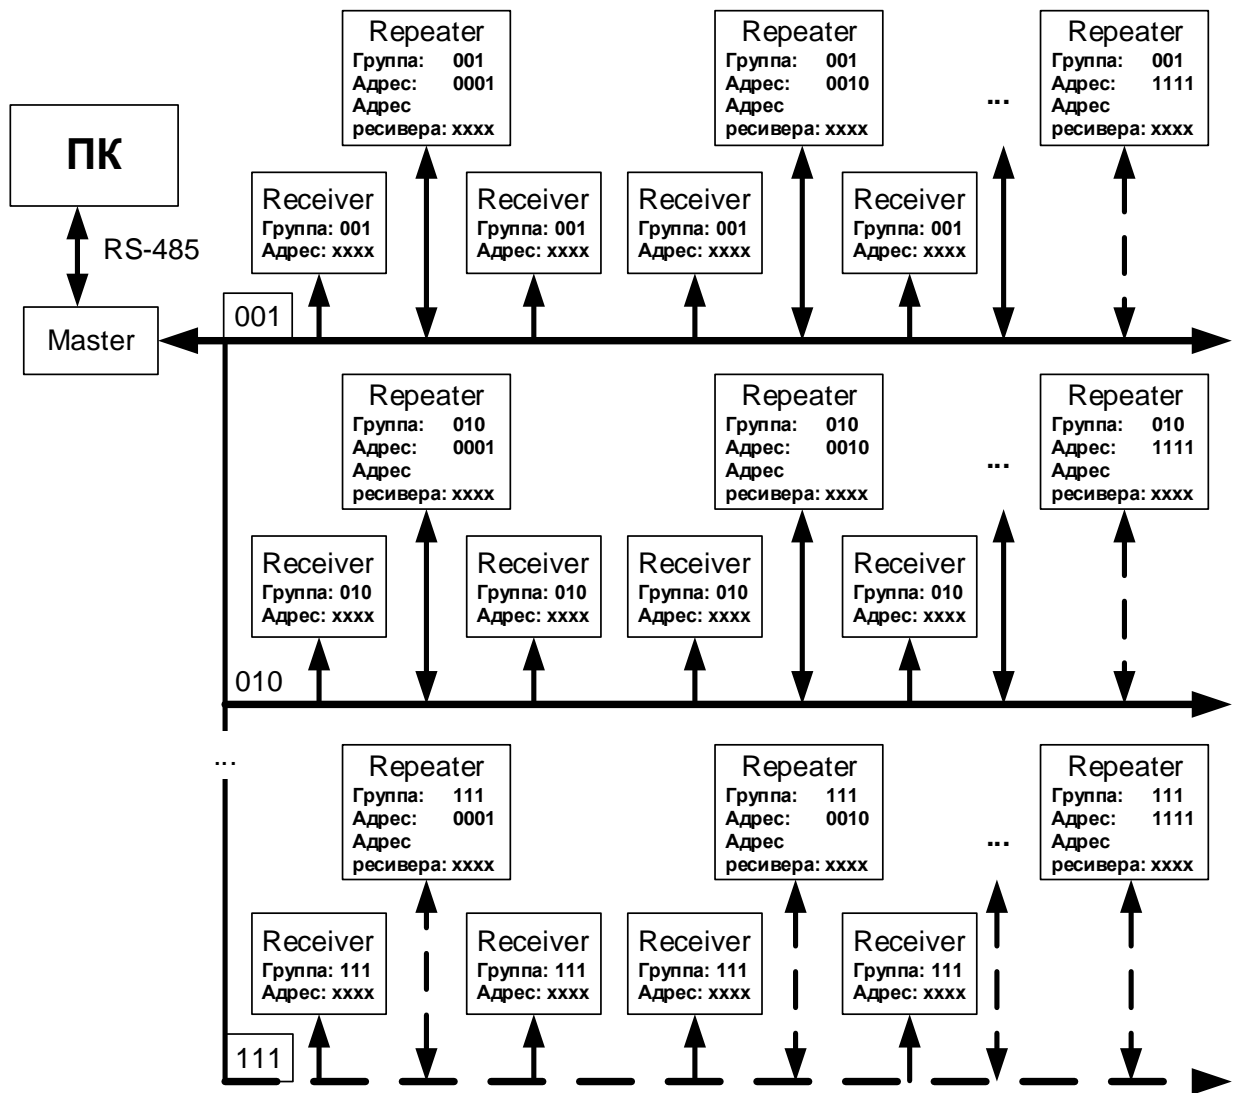 Repeater
Группа: 001
Адрес: 0001
Адрес
ресивера: xxxx
Repeater
Группа: 001
Адрес: 0010
Адрес
ресивера: xxxx
...
Repeater
Группа: 001
Адрес: 1111
Адрес
ресивера: xxxx
ПК
RS-485
Master
Receiver
Группа: 001
Адрес: xxxx
Receiver
Группа: 001
Адрес: xxxx
Receiver
Группа: 001
Адрес: xxxx
Receiver
Группа: 001
Адрес: xxxx
001
Repeater
Группа: 010
Адрес: 0001
Адрес
ресивера: xxxx
Repeater
Группа: 010
Адрес: 0010
Адрес
ресивера: xxxx
...
Repeater
Группа: 010
Адрес: 1111
Адрес
ресивера: xxxx
Receiver
Группа: 010
Адрес: xxxx
Receiver
Группа: 010
Адрес: xxxx
Receiver
Группа: 010
Адрес: xxxx
Receiver
Группа: 010
Адрес: xxxx
010
...
Repeater
Группа: 111
Адрес: 0001
Адрес
ресивера: xxxx
Repeater
Группа: 111
Адрес: 0010
Адрес
ресивера: xxxx
...
Repeater
Группа: 111
Адрес: 1111
Адрес
ресивера: xxxx
Receiver
Группа: 111
Адрес: xxxx
Receiver
Группа: 111
Адрес: xxxx
Receiver
Группа: 111
Адрес: xxxx
Receiver
Группа: 111
Адрес: xxxx
111